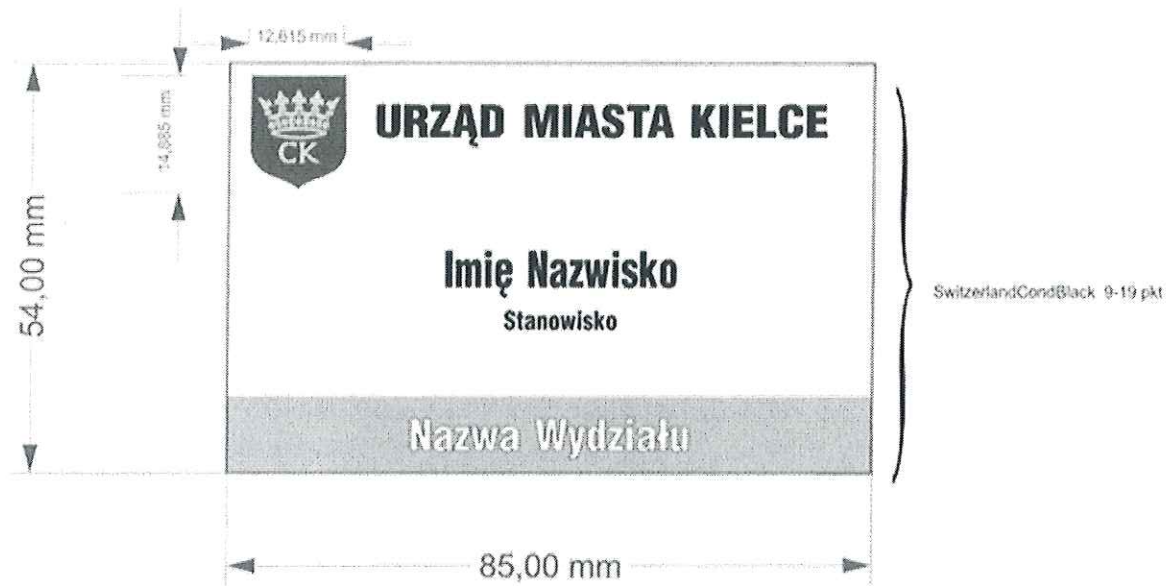 12,615 mm
14,885 mm
54,00 mm
CK
URZĄD MIASTA KIELCE
Imię Nazwisko
Stanowisko
SwitzerlandCondBlack 9-19 pkt
Nazwa Wydziału
85,00 mm